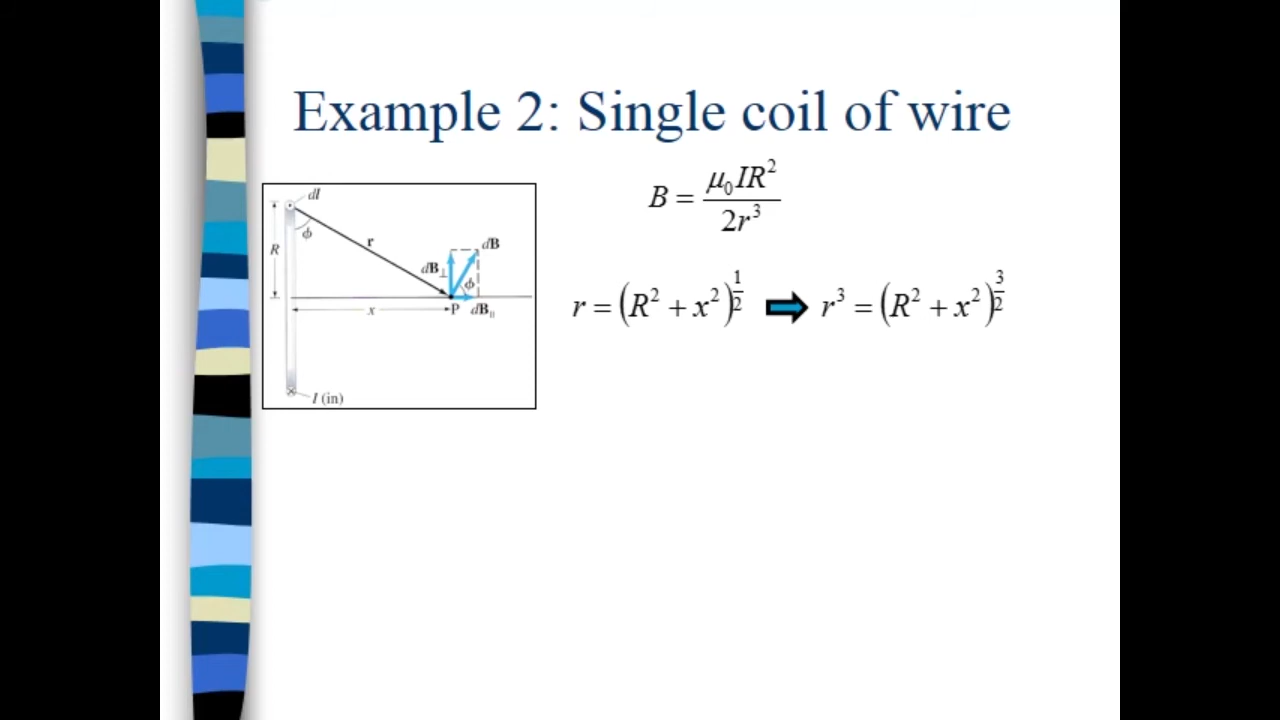 Example 2: Single coil of wire
B = μ₀IR² / 2r³
dl
ϕ
R
r
dB
dB⊥
ϕ
x
P dB∥
I (in)
r = (R² + x²)^(1/2) ➡ r³ = (R² + x²)^(3/2)